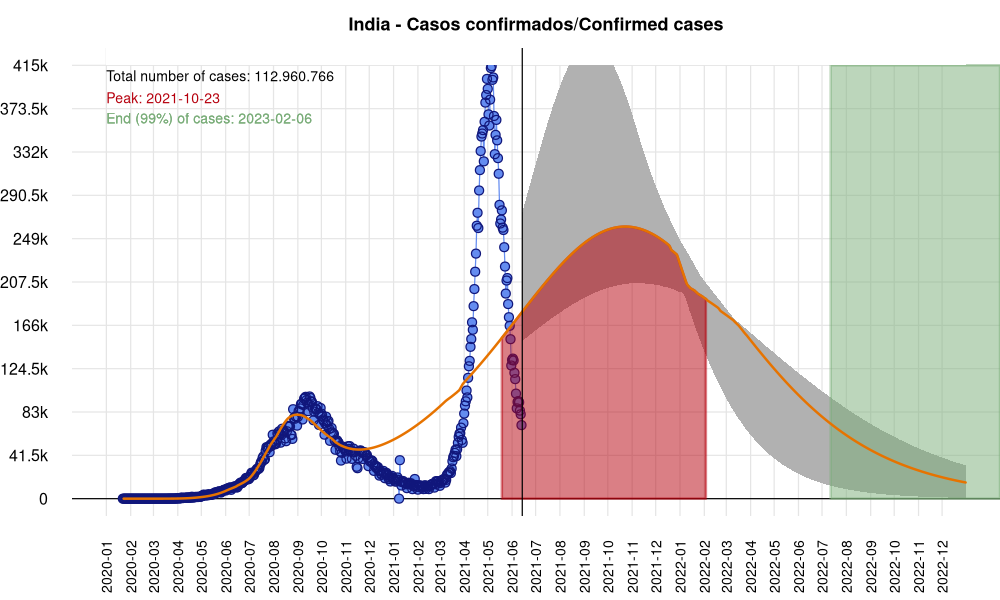 India - Casos confirmados/Confirmed cases
Total number of cases: 112.960.766
Peak: 2021-10-23
End (99%) of cases: 2023-02-06
415k
373.5k
332k
290.5k
249k
207.5k
166k
124.5k
83k
41.5k
0
2020-01
2020-02
2020-03
2020-04
2020-05
2020-06
2020-07
2020-08
2020-09
2020-10
2020-11
2020-12
2021-01
2021-02
2021-03
2021-04
2021-05
2021-06
2021-07
2021-08
2021-09
2021-10
2021-11
2021-12
2022-01
2022-02
2022-03
2022-04
2022-05
2022-06
2022-07
2022-08
2022-09
2022-10
2022-11
2022-12